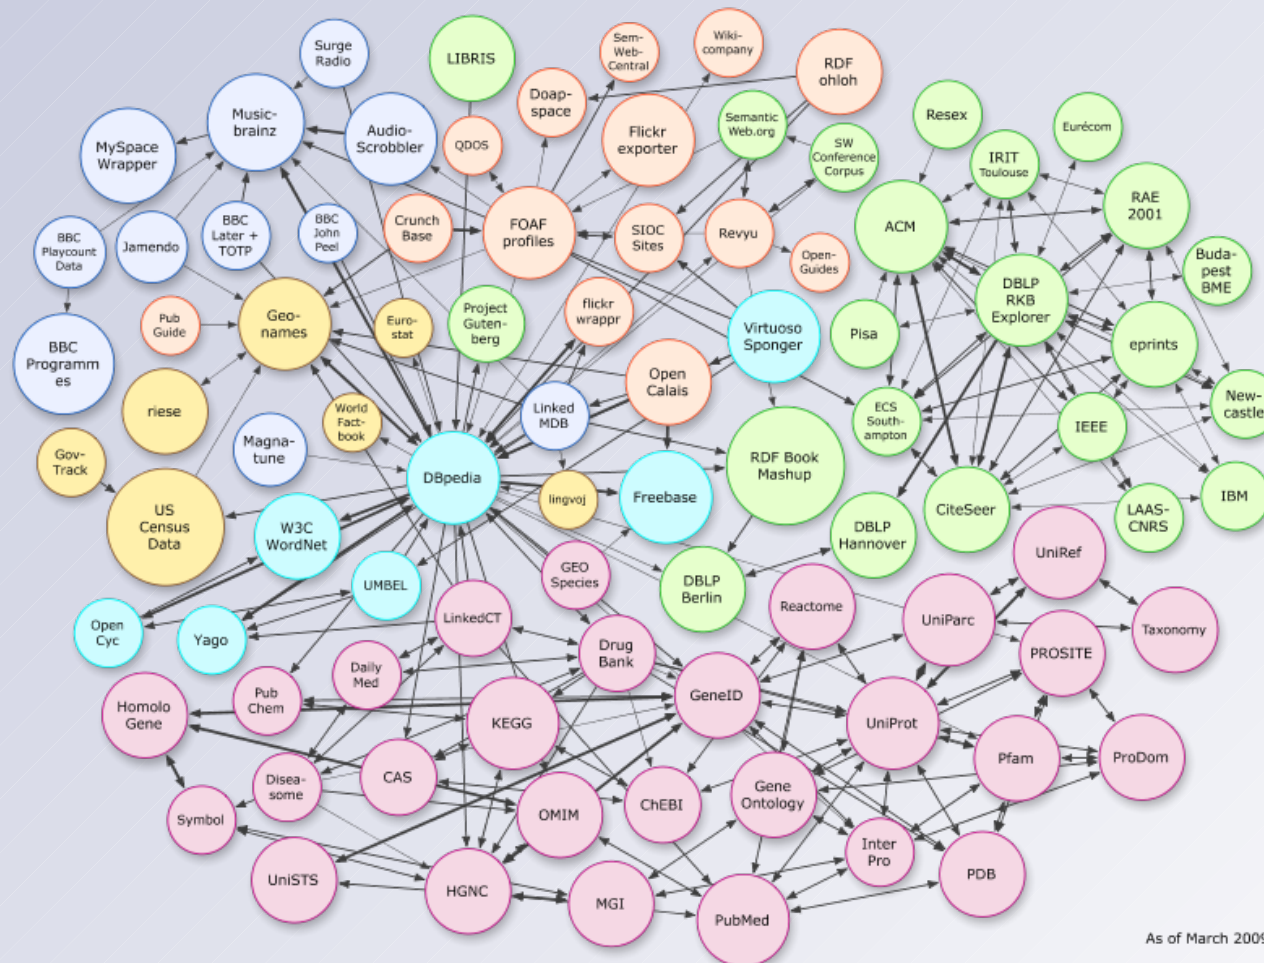 Surge
Radio
LIBRIS
Sem-
Web-
Central
Wiki-
company
RDF
ohloh
Doap-
space
Music-
brainz
Audio-
Scrobbler
QDOS
Flickr
exporter
Semantic
Web.org
SW
Conference
Corpus
MySpace
Wrapper
Resex
Eurécom
IRIT
Toulouse
RAE
2001
ACM
BBC
Playcount
Data
Jamendo
BBC
Later +
TOTP
BBC
John
Peel
Crunch
Base
FOAF
profiles
SIOC
Sites
Revyu
Open-
Guides
Buda-
pest
BME
DBLP
RKB
Explorer
Pub
Guide
Geo-
names
Euro-
stat
Project
Guten-
berg
flickr
wrappr
Virtuoso
Sponger
Pisa
eprints
BBC
Programm
es
riese
World
Fact-
book
Linked
MDB
Open
Calais
ECS
South-
ampton
IEEE
New-
castle
Gov-
Track
Magna-
tune
DBpedia
RDF Book
Mashup
US
Census
Data
W3C
WordNet
lingvoj
Freebase
CiteSeer
LAAS-
CNRS
IBM
DBLP
Hannover
UMBEL
GEO
Species
DBLP
Berlin
UniRef
Open
Cyc
Yago
LinkedCT
Reactome
UniParc
Taxonomy
Drug
Bank
PROSITE
Daily
Med
Pub
Chem
Homolo
Gene
KEGG
GeneID
UniProt
Pfam
ProDom
Disea-
some
CAS
ChEBI
Gene
Ontology
Symbol
OMIM
Inter
Pro
PDB
UniSTS
HGNC
MGI
PubMed
As of March 2009